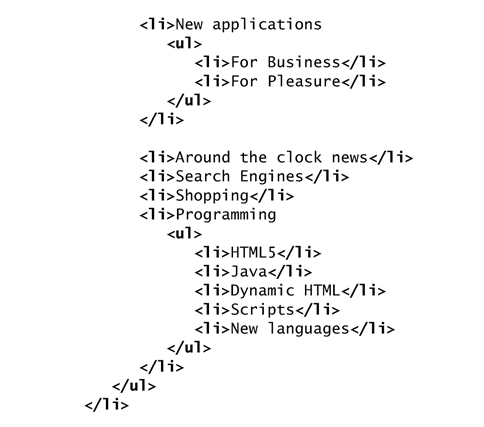 <li>New applications
<ul>
<li>For Business</li>
<li>For Pleasure</li>
</ul>
</li>
<li>Around the clock news</li>
<li>Search Engines</li>
<li>Shopping</li>
<li>Programming
<ul>
<li>HTML5</li>
<li>Java</li>
<li>Dynamic HTML</li>
<li>Scripts</li>
<li>New languages</li>
</ul>
</li>
</ul>
</li>